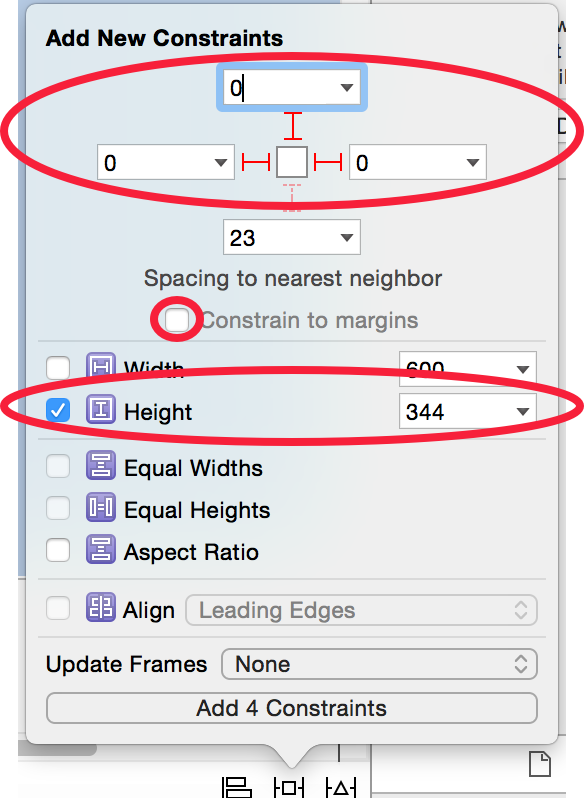 Add New Constraints
0
0 0
23
Spacing to nearest neighbor
Constrain to margins
Width 600
Height 344
Equal Widths
Equal Heights
Aspect Ratio
Align Leading Edges
Update Frames None
Add 4 Constraints